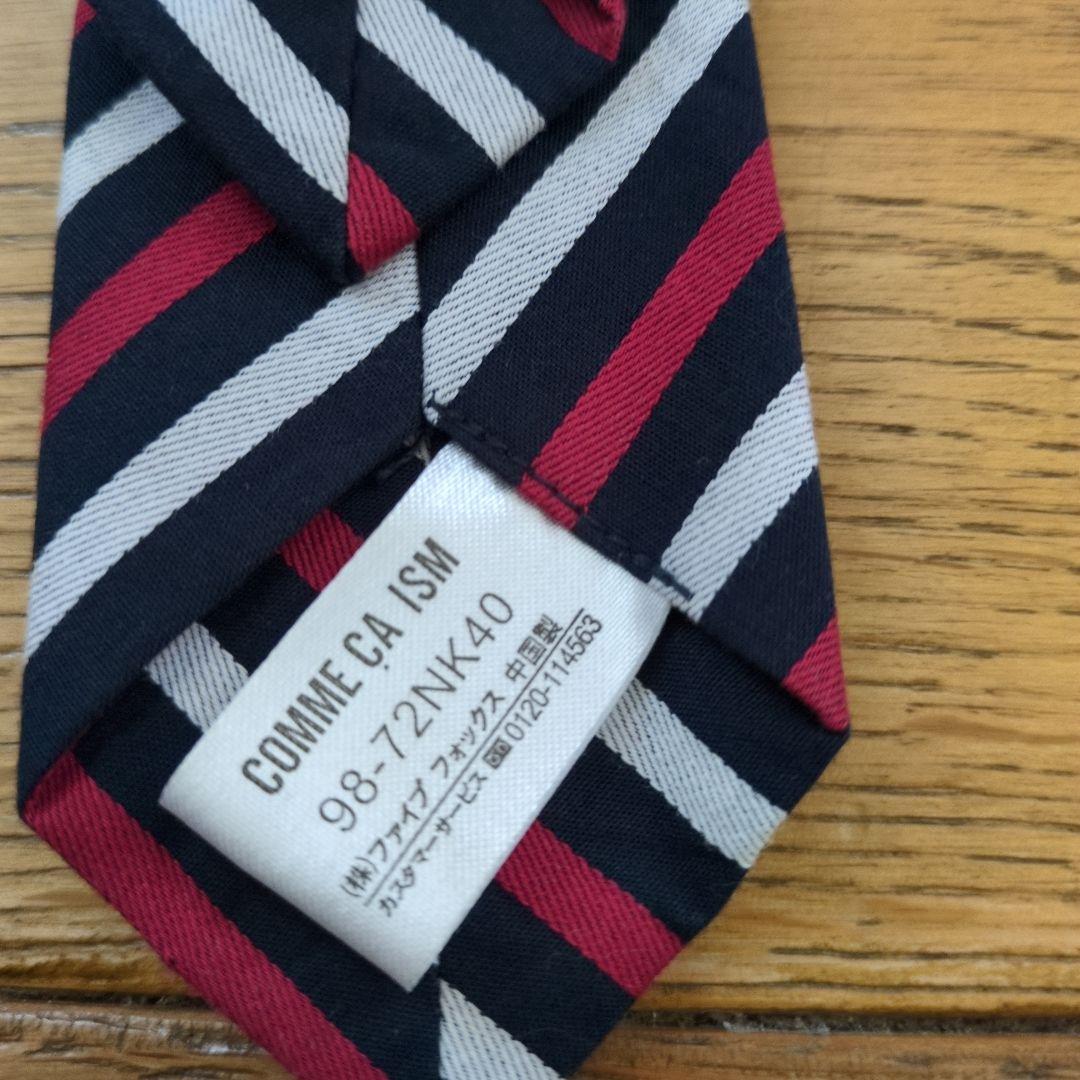 COMME ÇA ISM
98-72NK40
(株)ファイブ フォックス 中国製
カスタマーサービス 0120-114563